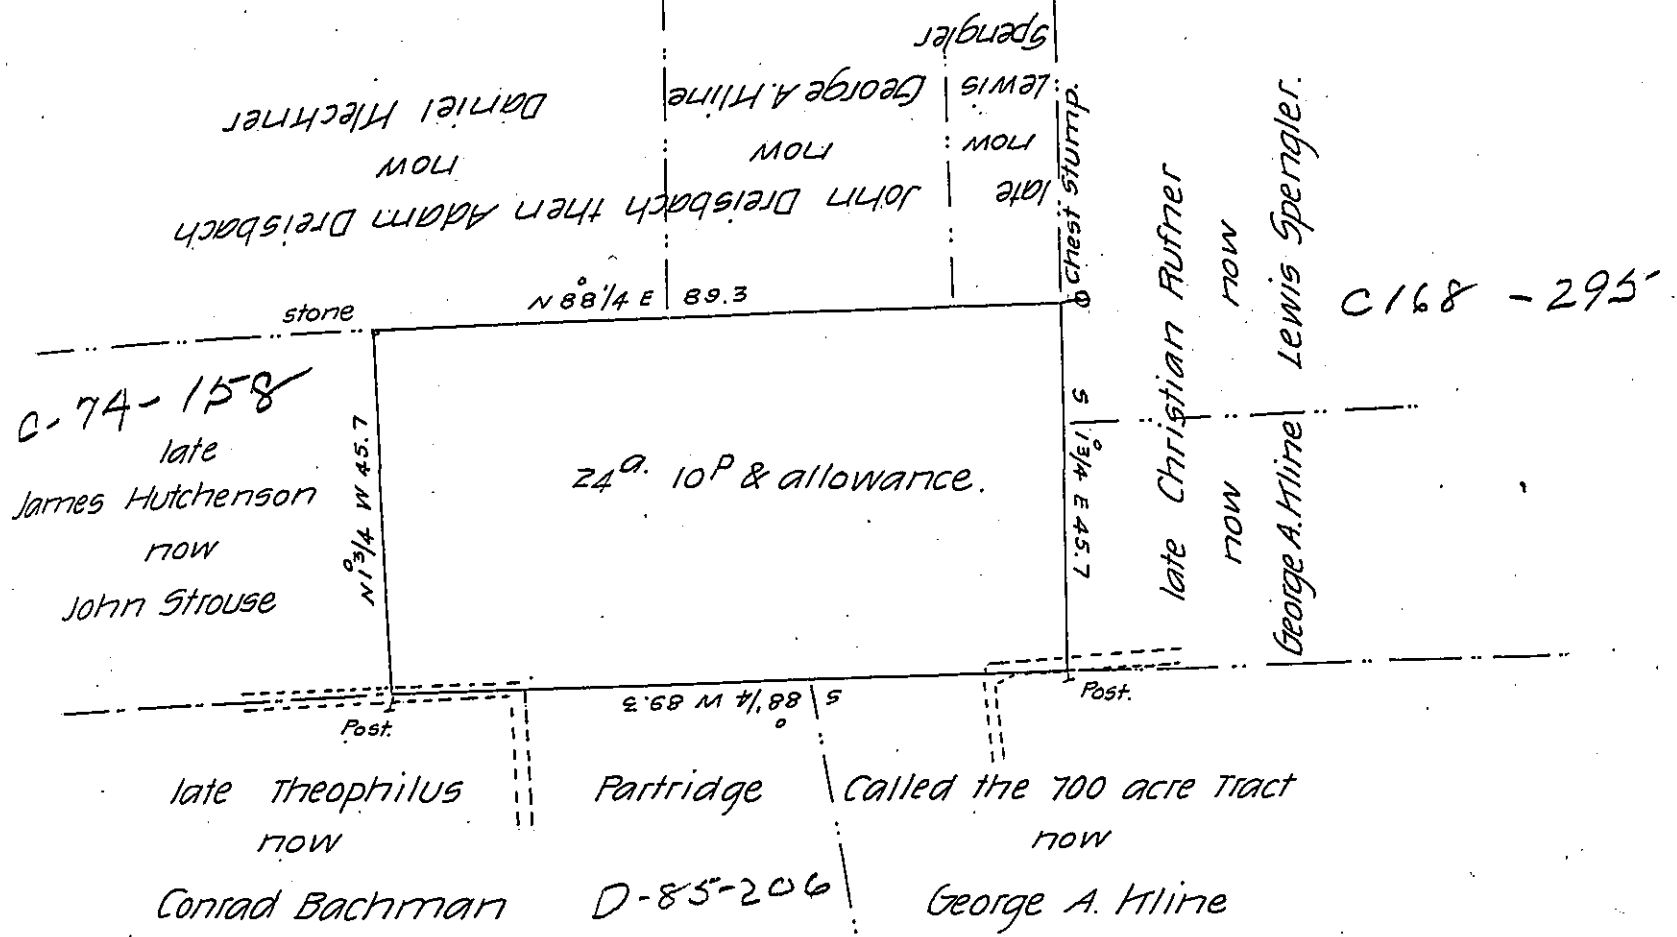 late John Dreisbach then Adam Dreisbach
now now now
Lewis George A. Kline Daniel Klechner
Spengler
Chest stump.
stone
N 88°1/4 E 89.3
C-74-158
late
James Hutchenson
now
John Strouse
N 1°3/4 W 45.7
24a. 10P & allowance.
S 1°3/4 E 45.7
late Christian Rufner
now now
George A. Kline Lewis Spengler.
C168-295
Post.
S 88°1/4 W 89.3
Post.
late Theophilus Partridge Called the 700 acre Tract
now now
Conrad Bachman D-85-206 George A. Kline